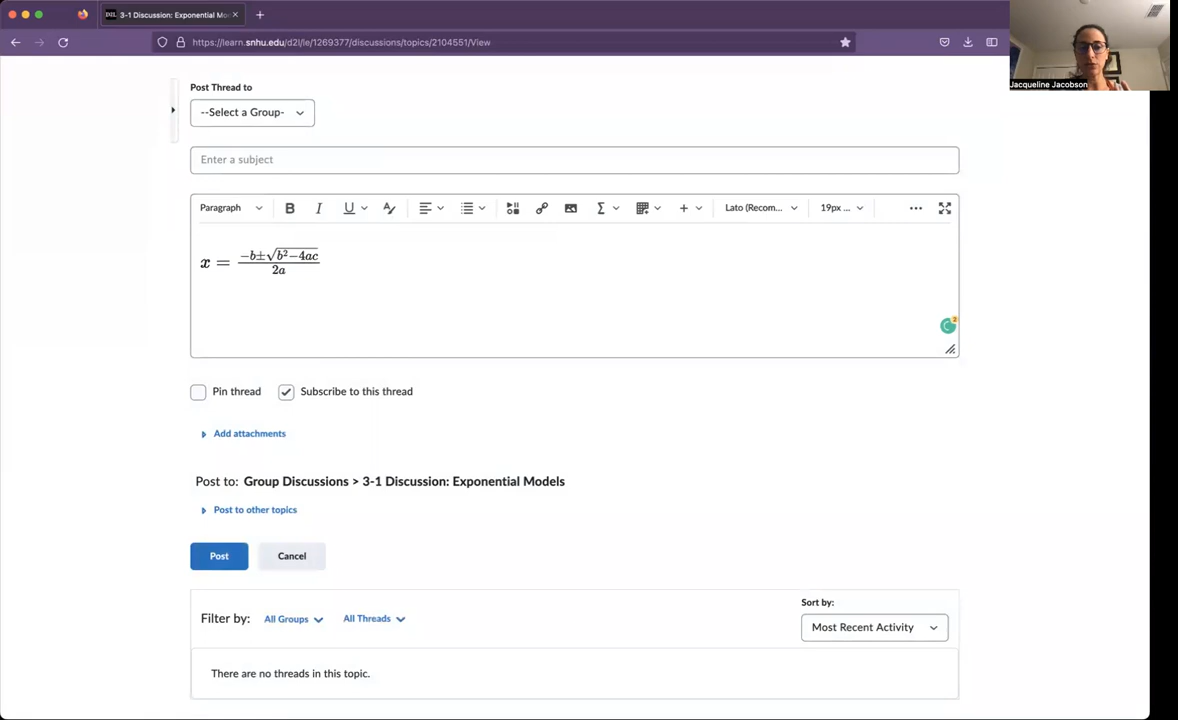 3-1 Discussion: Exponential Mo
https://learn.snhu.edu/d2l/le/1269377/discussions/topics/2104551/View
Jacqueline Jacobson
Post Thread to
--Select a Group-
Enter a subject
Paragraph B I U Σ + Lato (Recom... 19px ...
x = \frac{-b±\sqrt{b²-4ac}}{2a}
2
Pin thread Subscribe to this thread
Add attachments
Post to: Group Discussions > 3-1 Discussion: Exponential Models
Post to other topics
Post Cancel
Sort by:
Filter by: All Groups All Threads
Most Recent Activity
There are no threads in this topic.